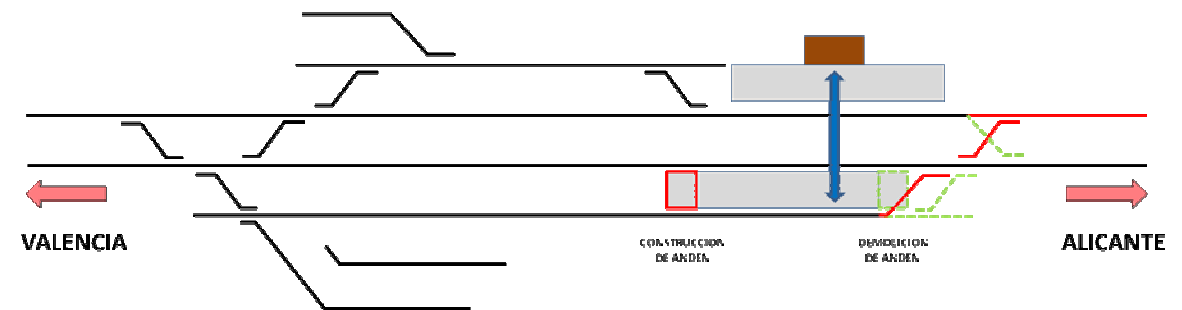 VALENCIA
CONSTRUCCION
DE ANDEN
DEMOLICION
DE ANDEN
ALICANTE